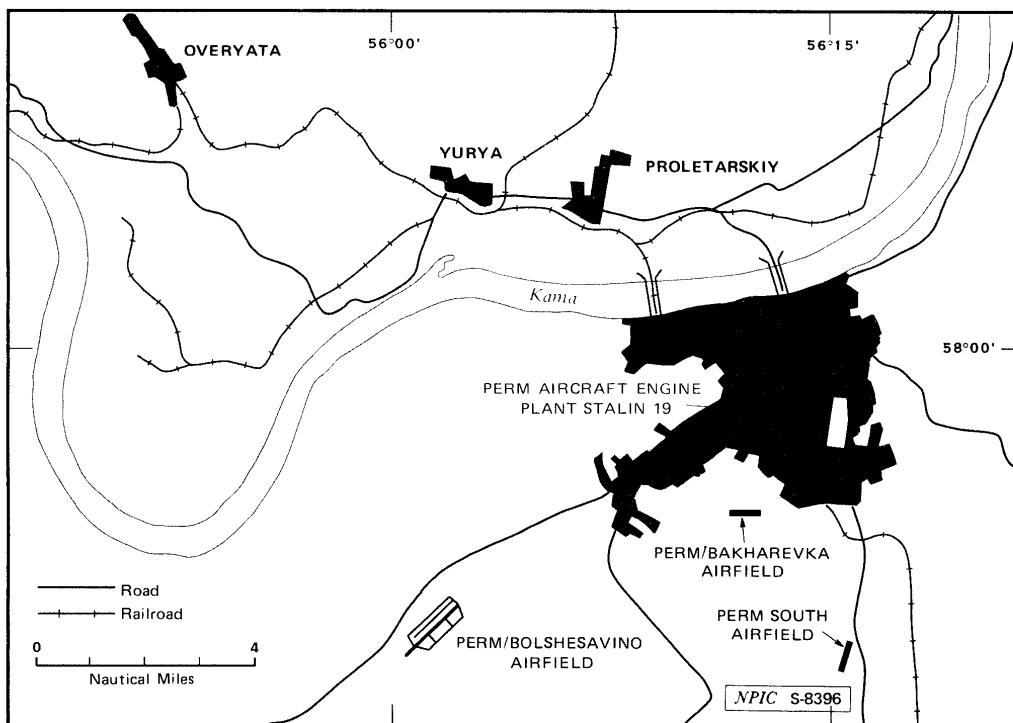 56°00'
56°15'
OVERYATA
YURYA
PROLETARSKIY
Kama
58°00'
PERM AIRCRAFT ENGINE
PLANT STALIN 19
PERM/BAKHAREVKA
AIRFIELD
Road
Railroad
0 4
Nautical Miles
PERM/BOLSHESAVINO
AIRFIELD
PERM SOUTH
AIRFIELD
NPIC S-8396